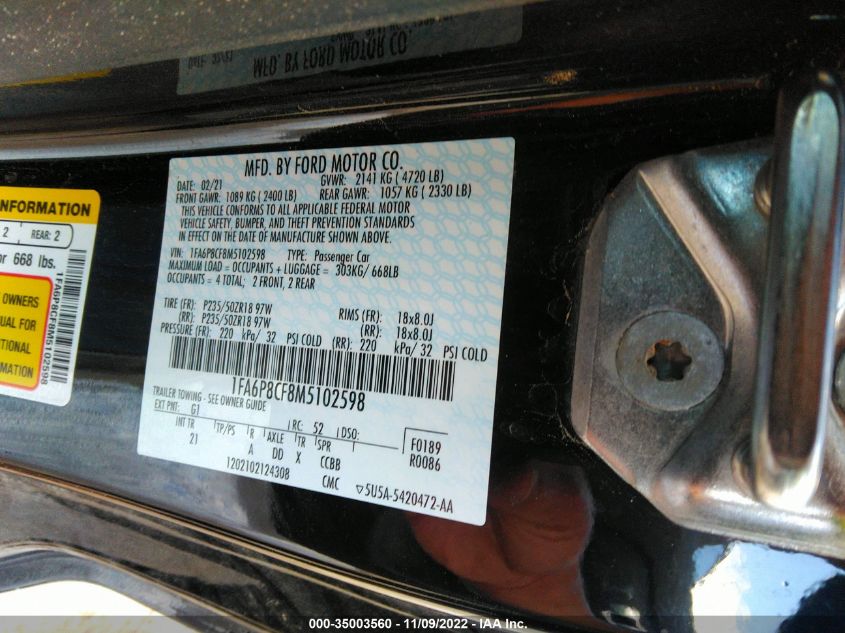 MFD. BY FORD MOTOR CO.
MFD. BY FORD MOTOR CO.
DATE: 02/21 GVWR: 2141 KG ( 4720 LB)
FRONT GAWR: 1089 KG ( 2400 LB) REAR GAWR: 1057 KG ( 2330 LB)
THIS VEHICLE CONFORMS TO ALL APPLICABLE FEDERAL MOTOR
VEHICLE SAFETY, BUMPER, AND THEFT PREVENTION STANDARDS
IN EFFECT ON THE DATE OF MANUFACTURE SHOWN ABOVE.
VIN: 1FA6P8CF8M5102598 TYPE: Passenger Car
MAXIMUM LOAD = OCCUPANTS + LUGGAGE = 303KG/ 668LB
OCCUPANTS = 4 TOTAL; 2 FRONT, 2 REAR
TIRE (FR): P235/50ZR18 97W RIMS (FR): 18x8.0J
(RR): P235/50ZR18 97W (RR): 18x8.0J
PRESSURE (FR): 220 kPa/ 32 PSI COLD (RR): 220 kPa/ 32 PSI COLD
1FA6P8CF8M5102598
TRAILER TOWING - SEE OWNER GUIDE
EXT PNT: G1 RC: 52 DSO:
INT TR TP/PS R AXLE TR SPR F0189
21 A DD X CCBB R0086
1202102124308 CMC 5U5A-5420472-AA
INFORMATION
2 REAR: 2
or 668 lbs.
OWNERS
UAL FOR
TIONAL
MATION
1FA6P8CF8M5102598
000-35003560 - 11/09/2022 - IAA Inc.